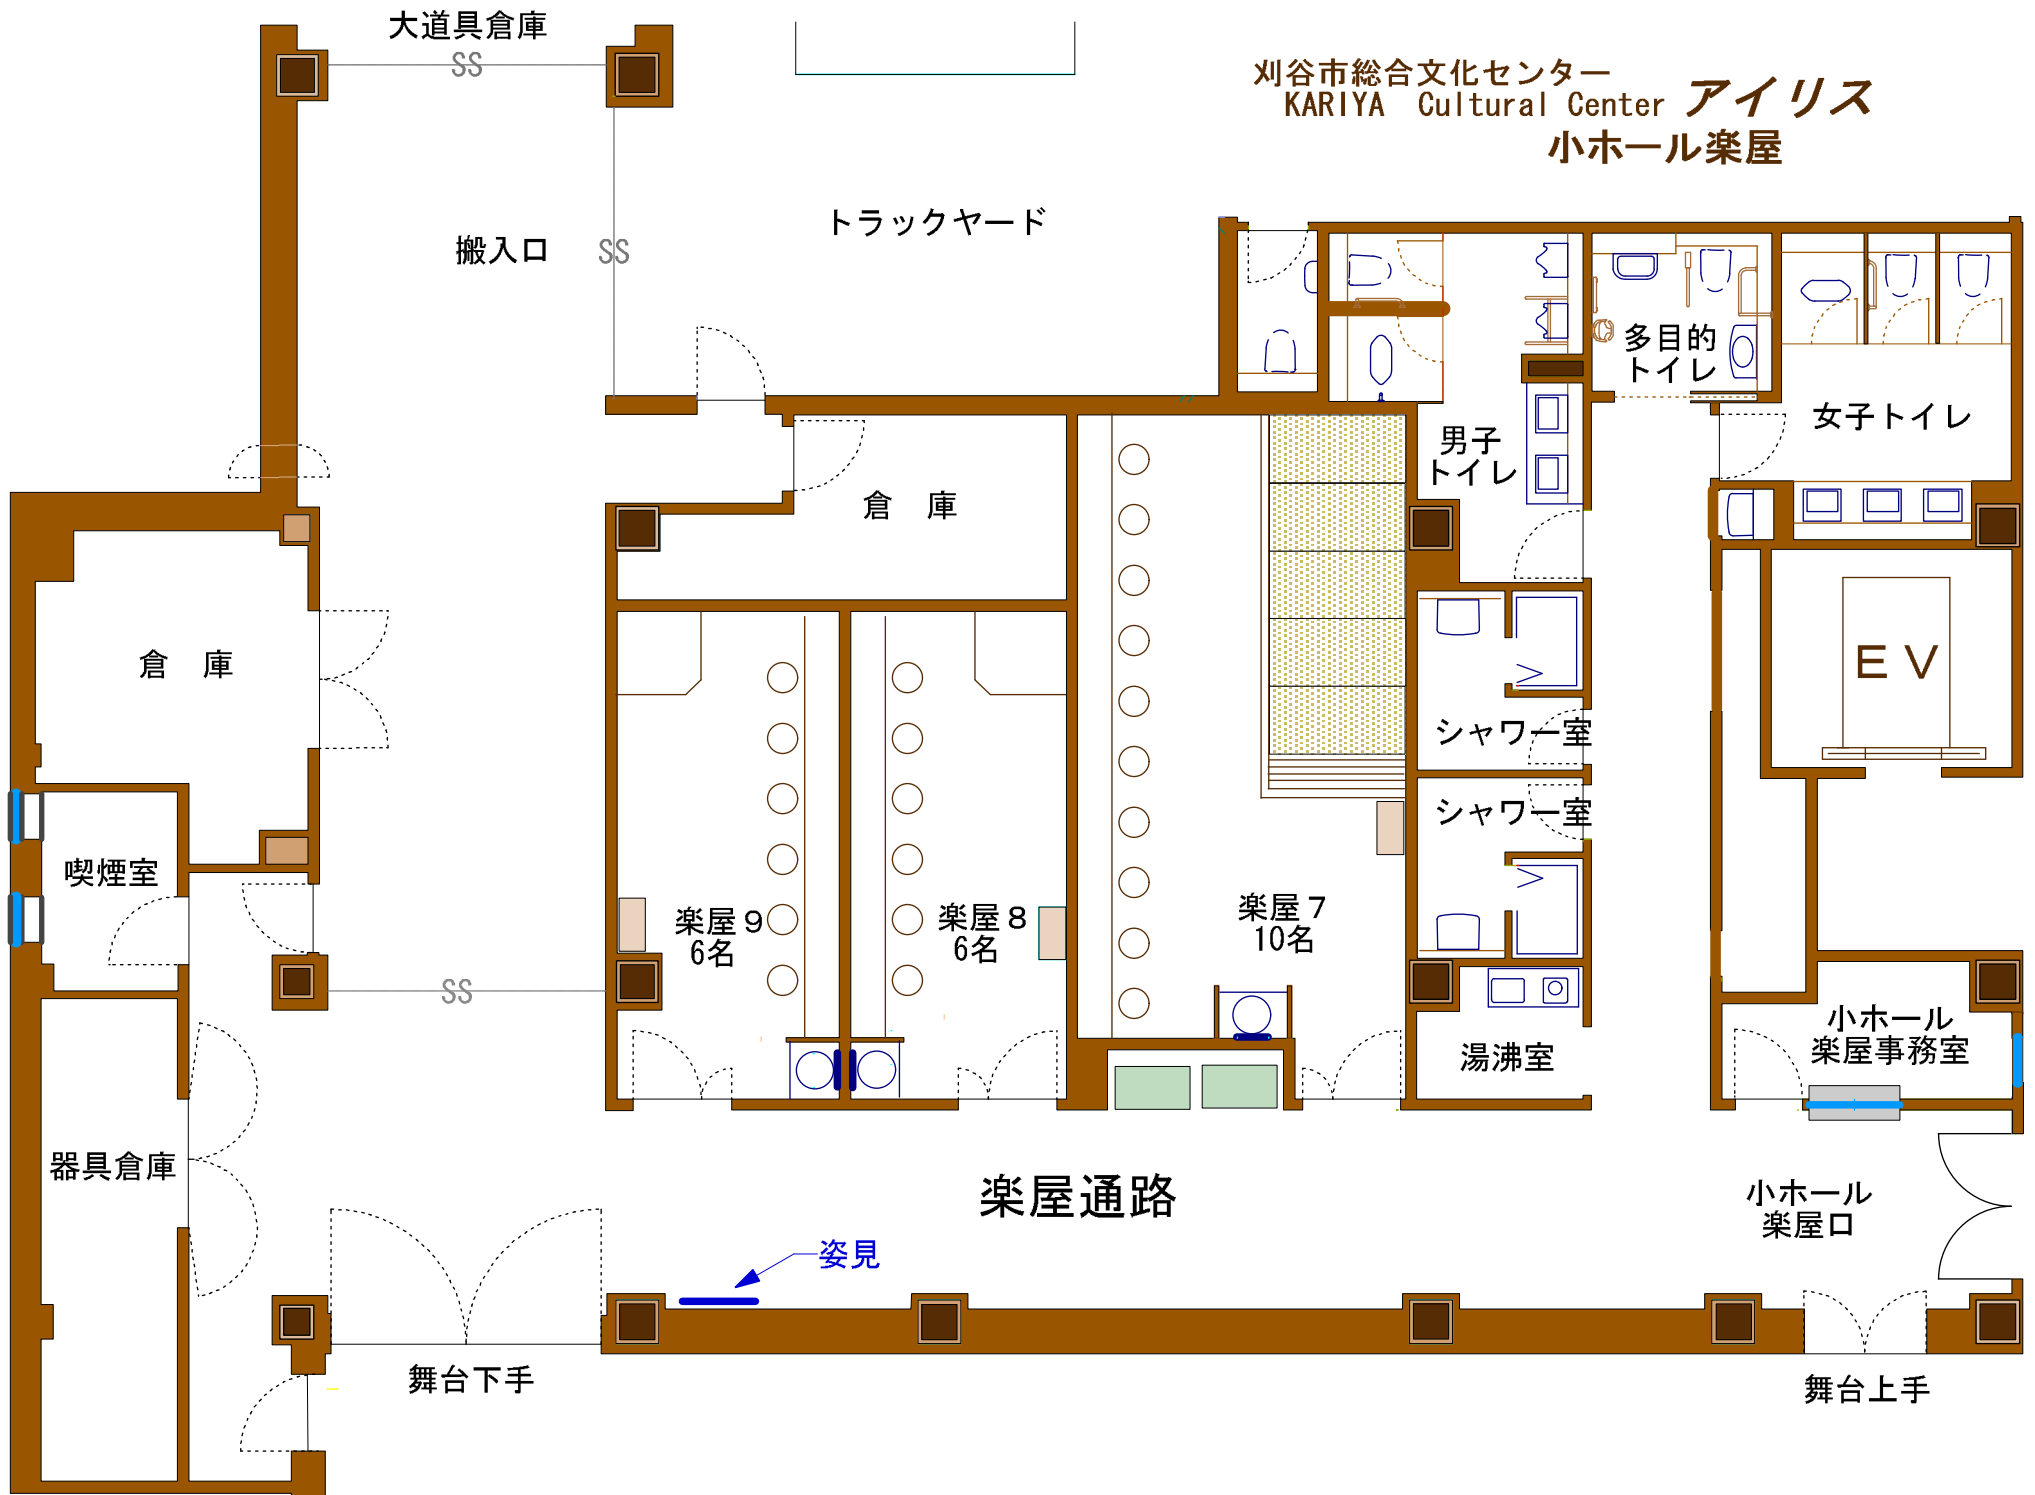 大道具倉庫
SS
刈谷市総合文化センター
KARIYA Cultural Center アイリス
小ホール楽屋
搬入口
SS
トラックヤード
多目的
トイレ
女子トイレ
男子
トイレ
倉 庫
倉 庫
EV
シャワー室
シャワー室
喫煙室
楽屋9
6名
楽屋8
6名
楽屋7
10名
SS
湯沸室
小ホール
楽屋事務室
器具倉庫
楽屋通路
小ホール
楽屋口
姿見
舞台下手
舞台上手